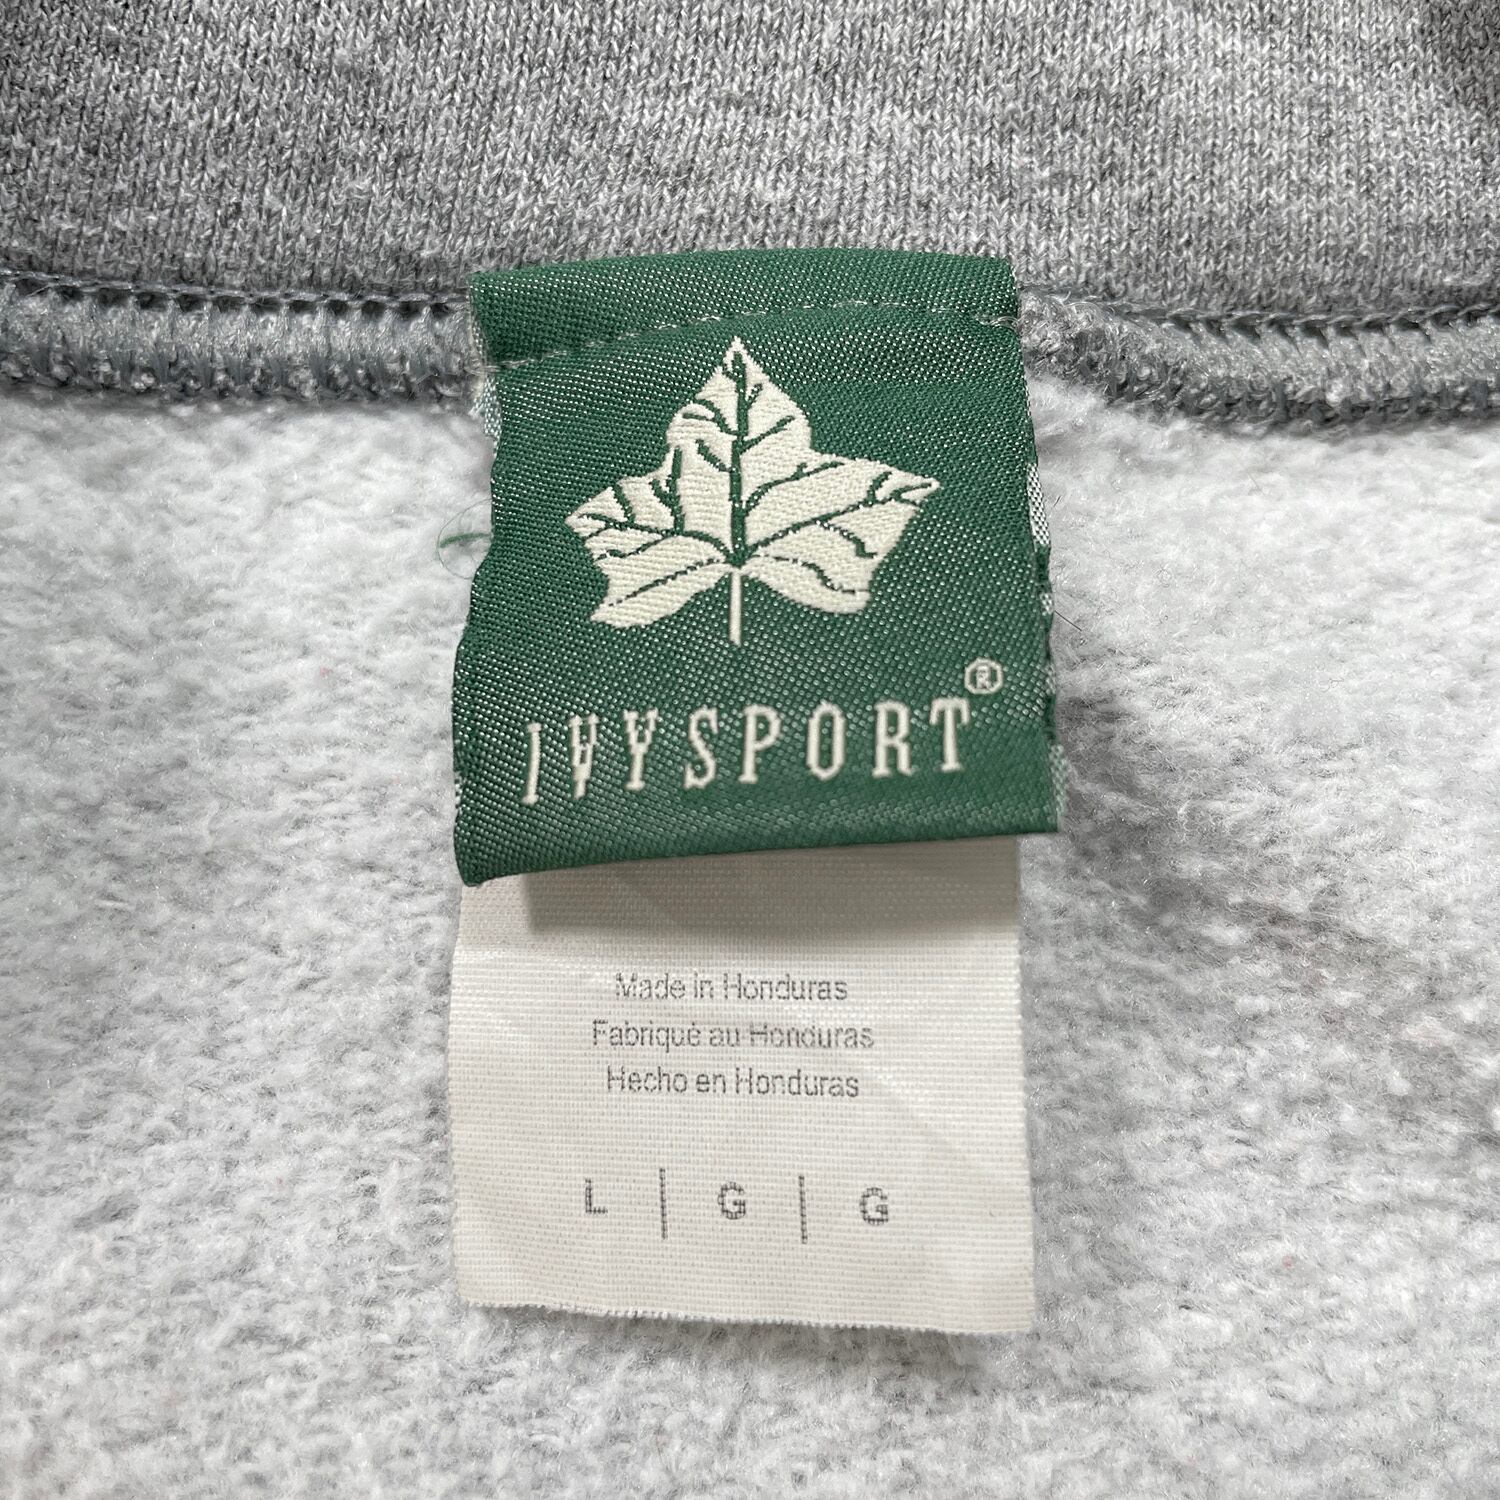 IVYSPORT®
Made in Honduras
Fabriqué au Honduras
Hecho en Honduras
L | G | G